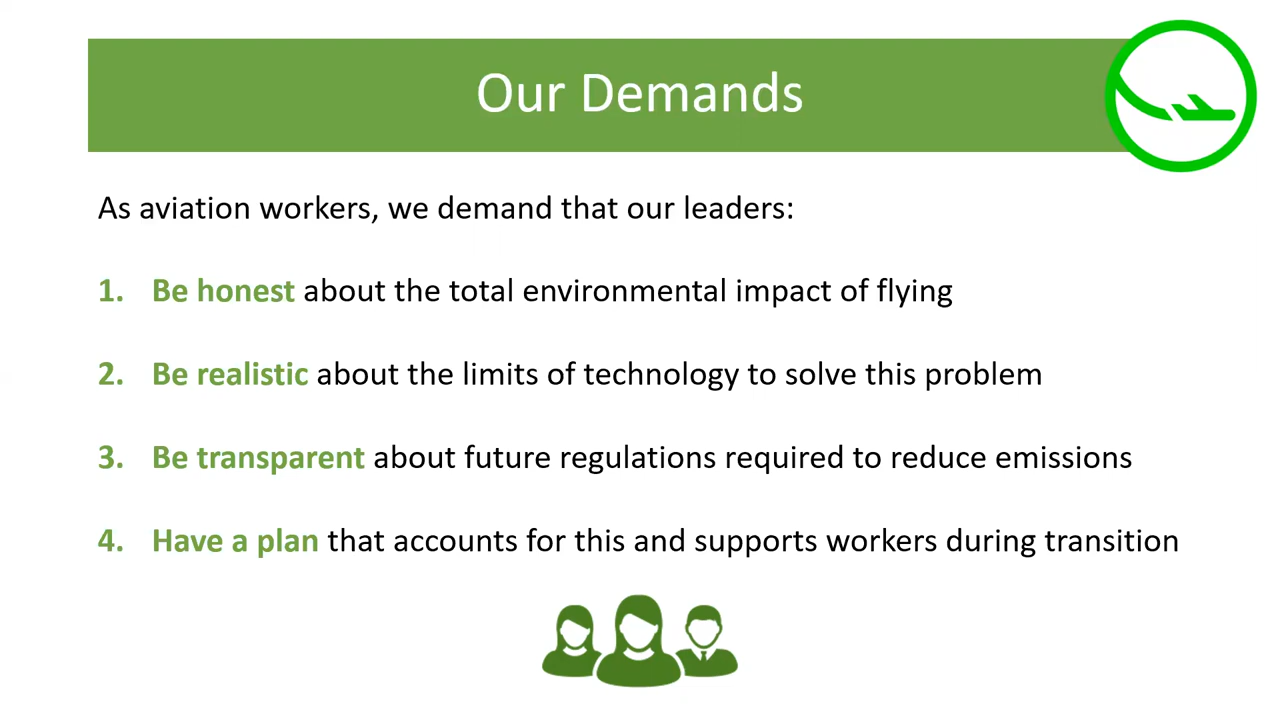 Our Demands
As aviation workers, we demand that our leaders:
1. Be honest about the total environmental impact of flying
2. Be realistic about the limits of technology to solve this problem
3. Be transparent about future regulations required to reduce emissions
4. Have a plan that accounts for this and supports workers during transition